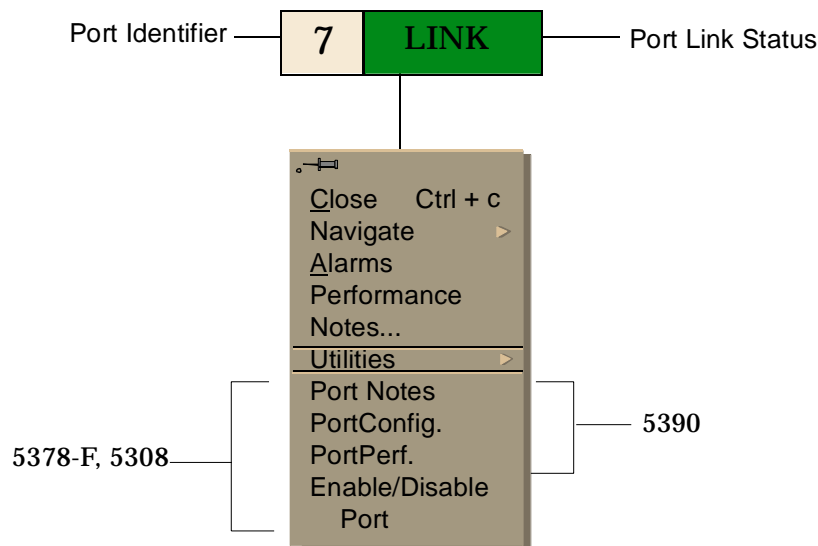 Port Identifier 7 LINK Port Link Status
Close Ctrl + c
Navigate
Alarms
Performance
Notes...
Utilities
Port Notes
PortConfig.
5390
PortPerf.
5378-F, 5308
Enable/Disable
Port